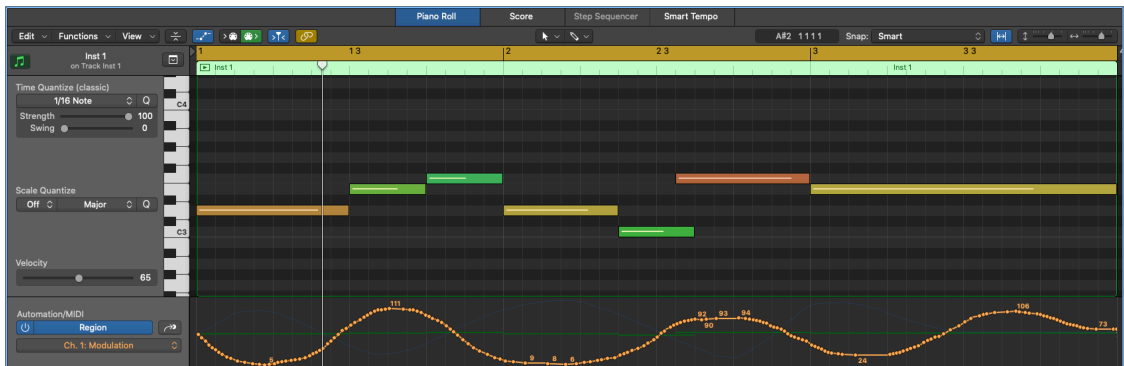 Piano Roll Score Step Sequencer Smart Tempo
Edit Functions View A#2 1 1 1 1 Snap: Smart
Inst 1
on Track Inst 1
1 1 3 2 2 3 3 3 3
Inst 1 Inst 1
Time Quantize (classic)
1/16 Note Q
C4
Strength 100
Swing 0
Scale Quantize
Off Major Q
C3
Velocity
65
Automation/MIDI
Region
Ch. 1: Modulation
5 111 9 8 6 92 90 93 94 24 106 73